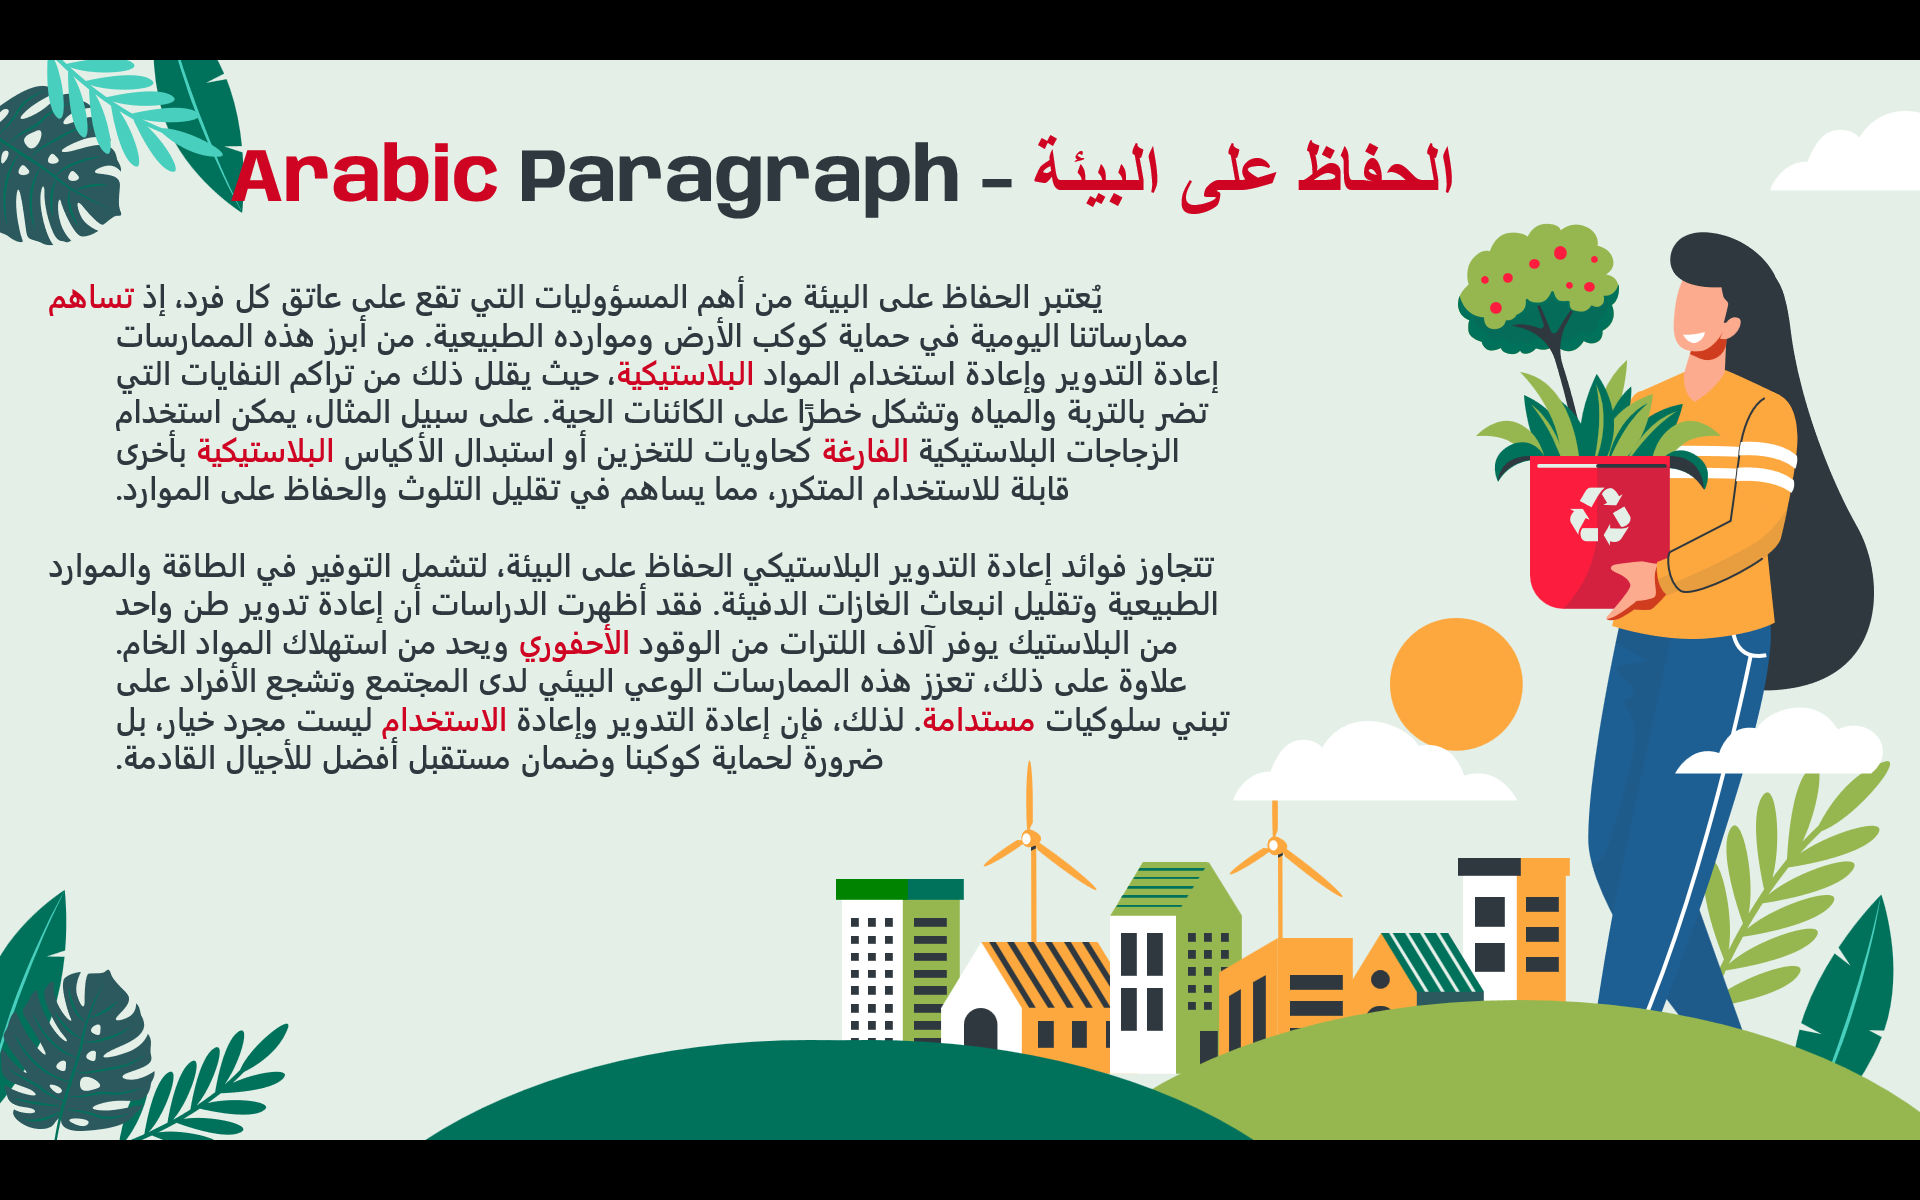 Arabic Paragraph – الحفاظ على البيئة
يُعتبر الحفاظ على البيئة من أهم المسؤوليات التي تقع على عاتق كل فرد، إذ تساهم
ممارساتنا اليومية في حماية كوكب الأرض وموارده الطبيعية. من أبرز هذه الممارسات
إعادة التدوير وإعادة استخدام المواد البلاستيكية، حيث يقلل ذلك من تراكم النفايات التي
تضر بالتربة والمياه وتشكل خطرًا على الكائنات الحية. على سبيل المثال، يمكن استخدام
الزجاجات البلاستيكية الفارغة كحاويات للتخزين أو استبدال الأكياس البلاستيكية بأخرى
قابلة للاستخدام المتكرر، مما يساهم في تقليل التلوث والحفاظ على الموارد.
تتجاوز فوائد إعادة التدوير البلاستيكي الحفاظ على البيئة، لتشمل التوفير في الطاقة والموارد
الطبيعية وتقليل انبعاث الغازات الدفيئة. فقد أظهرت الدراسات أن إعادة تدوير طن واحد
من البلاستيك يوفر آلاف اللترات من الوقود الأحفوري ويحد من استهلاك المواد الخام.
علاوة على ذلك، تعزز هذه الممارسات الوعي البيئي لدى المجتمع وتشجع الأفراد على
تبني سلوكيات مستدامة. لذلك، فإن إعادة التدوير وإعادة الاستخدام ليست مجرد خيار، بل
ضرورة لحماية كوكبنا وضمان مستقبل أفضل للأجيال القادمة.